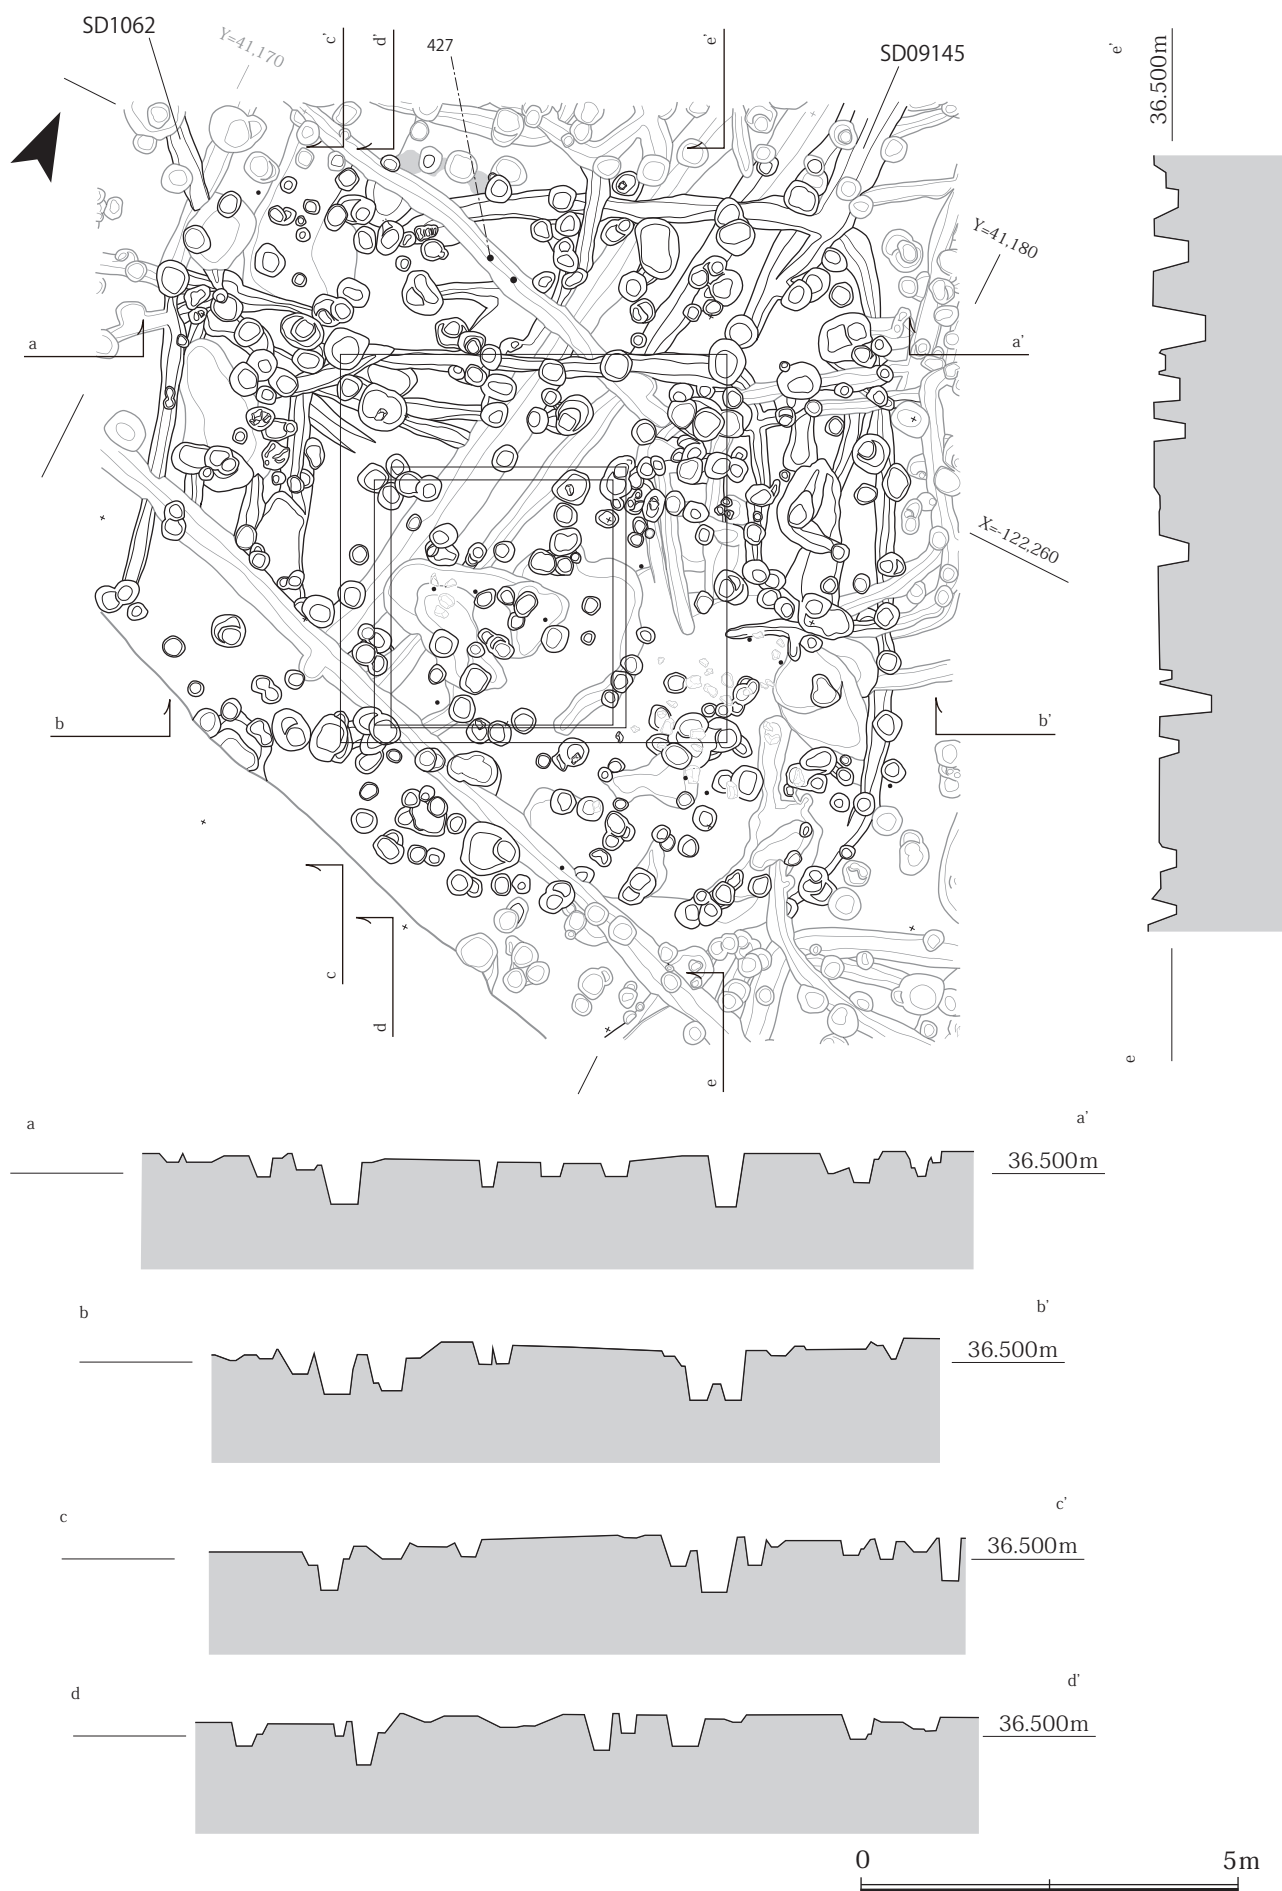 SD1062
Y=41,170
c'
d'
427
e'
SD09145
e'
36.500m
Y=41,180
a
a'
X=-122,260
b
b'
c
d
e
e
a
a'
36.500m
b
b'
36.500m
c
c'
36.500m
d
d'
36.500m
0
5m